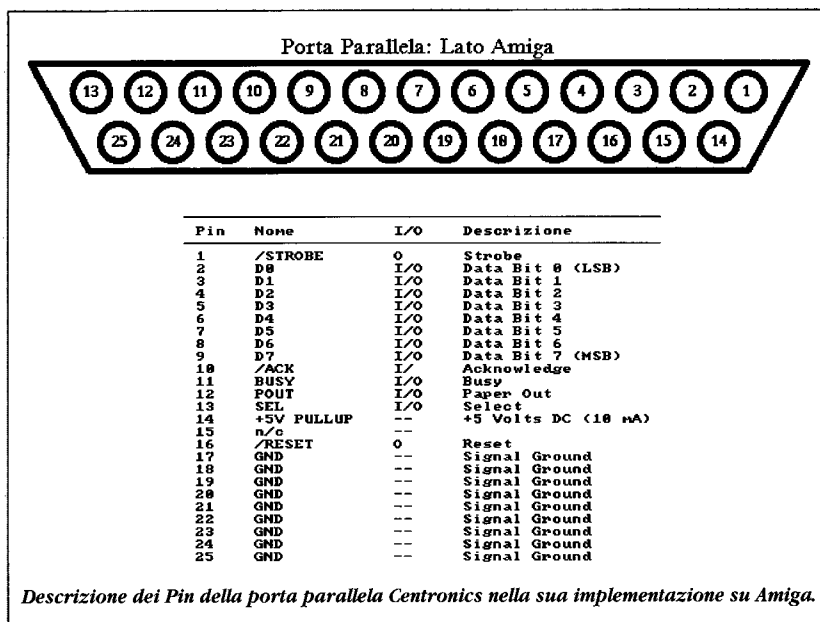 Porta Parallela: Lato Amiga
13 12 11 10 9 8 7 6 5 4 3 2 1
25 24 23 22 21 20 19 18 17 16 15 14
Pin Nome I/O Descrizione
1 /STROBE O Strobe
2 D0 I/O Data Bit 0 (LSB)
3 D1 I/O Data Bit 1
4 D2 I/O Data Bit 2
5 D3 I/O Data Bit 3
6 D4 I/O Data Bit 4
7 D5 I/O Data Bit 5
8 D6 I/O Data Bit 6
9 D7 I/O Data Bit 7 (MSB)
10 /ACK I/ Acknowledge
11 BUSY I/O Busy
12 POUT I/O Paper Out
13 SEL I/O Select
14 +5V PULLUP -- +5 Volts DC (10 mA)
15 n/c --
16 /RESET O Reset
17 GND -- Signal Ground
18 GND -- Signal Ground
19 GND -- Signal Ground
20 GND -- Signal Ground
21 GND -- Signal Ground
22 GND -- Signal Ground
23 GND -- Signal Ground
24 GND -- Signal Ground
25 GND -- Signal Ground
Descrizione dei Pin della porta parallela Centronics nella sua implementazione su Amiga.